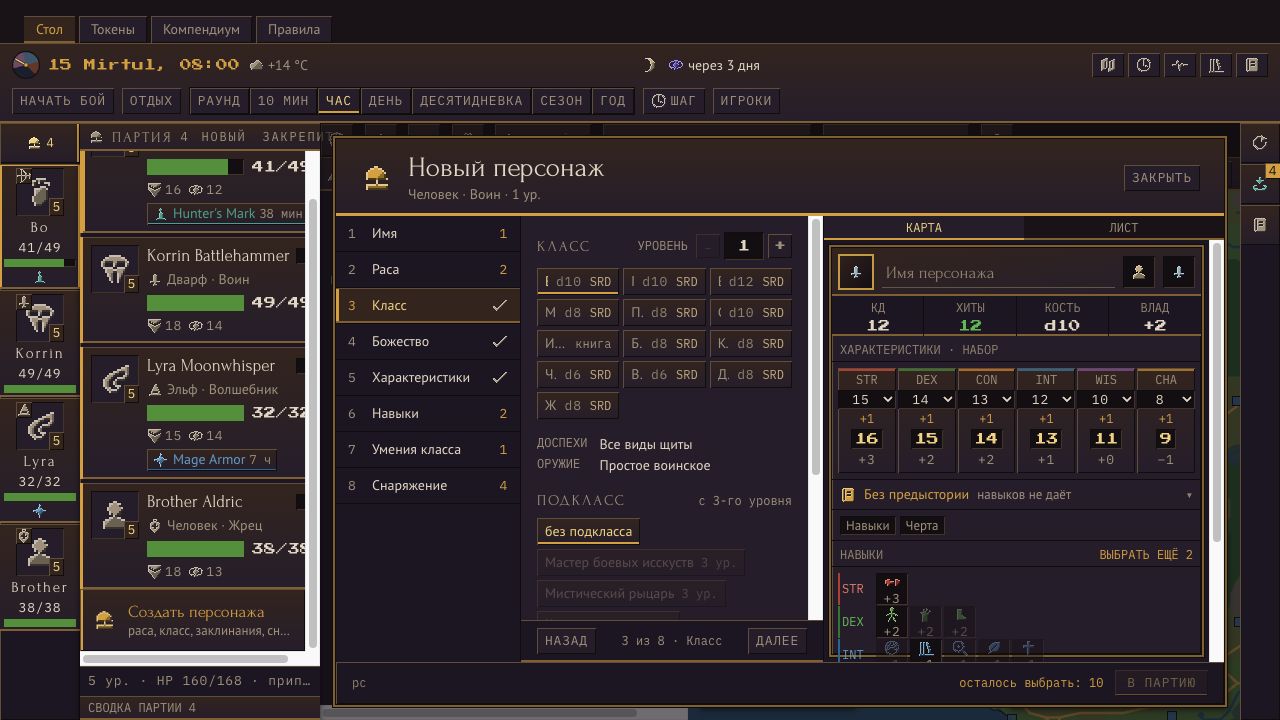 Стол Токены Компендиум Правила
15 Mirtul, 08:00 +14 °C через 3 дня
НАЧАТЬ БОЙ ОТДЫХ РАУНД 10 МИН ЧАС ДЕНЬ ДЕСЯТИДНЕВКА СЕЗОН ГОД ШАГ ИГРОКИ
4
5
Bo
41/49
5
Korrin
49/49
5
Lyra
32/32
5
Brother
38/38
ПАРТИЯ 4 НОВЫЙ
5
41/49
16 12
Hunter's Mark 38 мин
Korrin Battlehammer
Дварф · Воин
5
49/49
18 14
Lyra Moonwhisper
Эльф · Волшебник
5
32/32
15 14
Mage Armor 7 ч
Brother Aldric
Человек · Жрец
5
38/38
18 13
Создать персонажа
раса, класс, заклинания, сн…
5 ур. · HP 160/168 · прип…
СВОДКА ПАРТИИ 4
Новый персонаж
Человек · Воин · 1 ур.
ЗАКРЫТЬ
1 Имя 1
2 Раса 2
3 Класс
4 Божество
5 Характеристики
6 Навыки 2
7 Умения класса 1
8 Снаряжение 4
КЛАСС УРОВЕНЬ - 1 +
d10 SRD d10 SRD d12 SRD
М d8 SRD П. d8 SRD d10 SRD
И… книга Б. d8 SRD К. d8 SRD
Ч. d6 SRD В. d6 SRD Д. d8 SRD
Ж d8 SRD
ДОСПЕХИ Все виды щиты
ОРУЖИЕ Простое воинское
ПОДКЛАСС с 3-го уровня
без подкласса
Мастер боевых исскуств 3 ур.
Мистический рыцарь 3 ур.
НАЗАД 3 из 8 · Класс ДАЛЕЕ
КАРТА ЛИСТ
Имя персонажа
КД ХИТЫ КОСТЬ ВЛАД
12 12 d10 +2
ХАРАКТЕРИСТИКИ · НАБОР
STR DEX CON INT WIS CHA
15 14 13 12 10 8
+1 +1 +1 +1 +1 +1
16 15 14 13 11 9
+3 +2 +2 +1 +0 −1
Без предыстории навыков не даёт
Навыки Черта
НАВЫКИ ВЫБРАТЬ ЕЩЁ 2
STR +3
DEX +2 +2 +2
INT
pc осталось выбрать: 10 В ПАРТИЮ
4